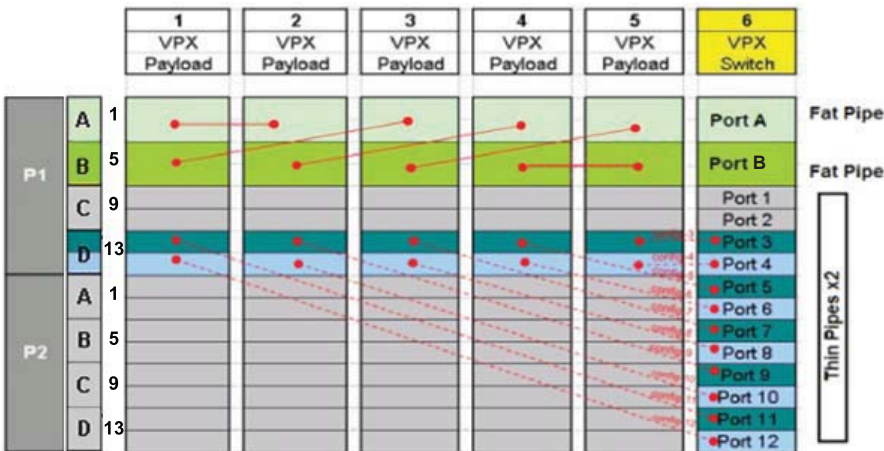 1 2 3 4 5 6
VPX VPX VPX VPX VPX VPX
Payload Payload Payload Payload Payload Switch
P1
A 1 Port A Fat Pipe
B 5 Port B Fat Pipe
C 9 Port 1
Port 2
D 13 Port 3
Port 4
P2
A 1 Port 5
Port 6
B 5 Port 7
Port 8
C 9 Port 9
Port 10
D 13 Port 11
Port 12
Thin Pipes x2